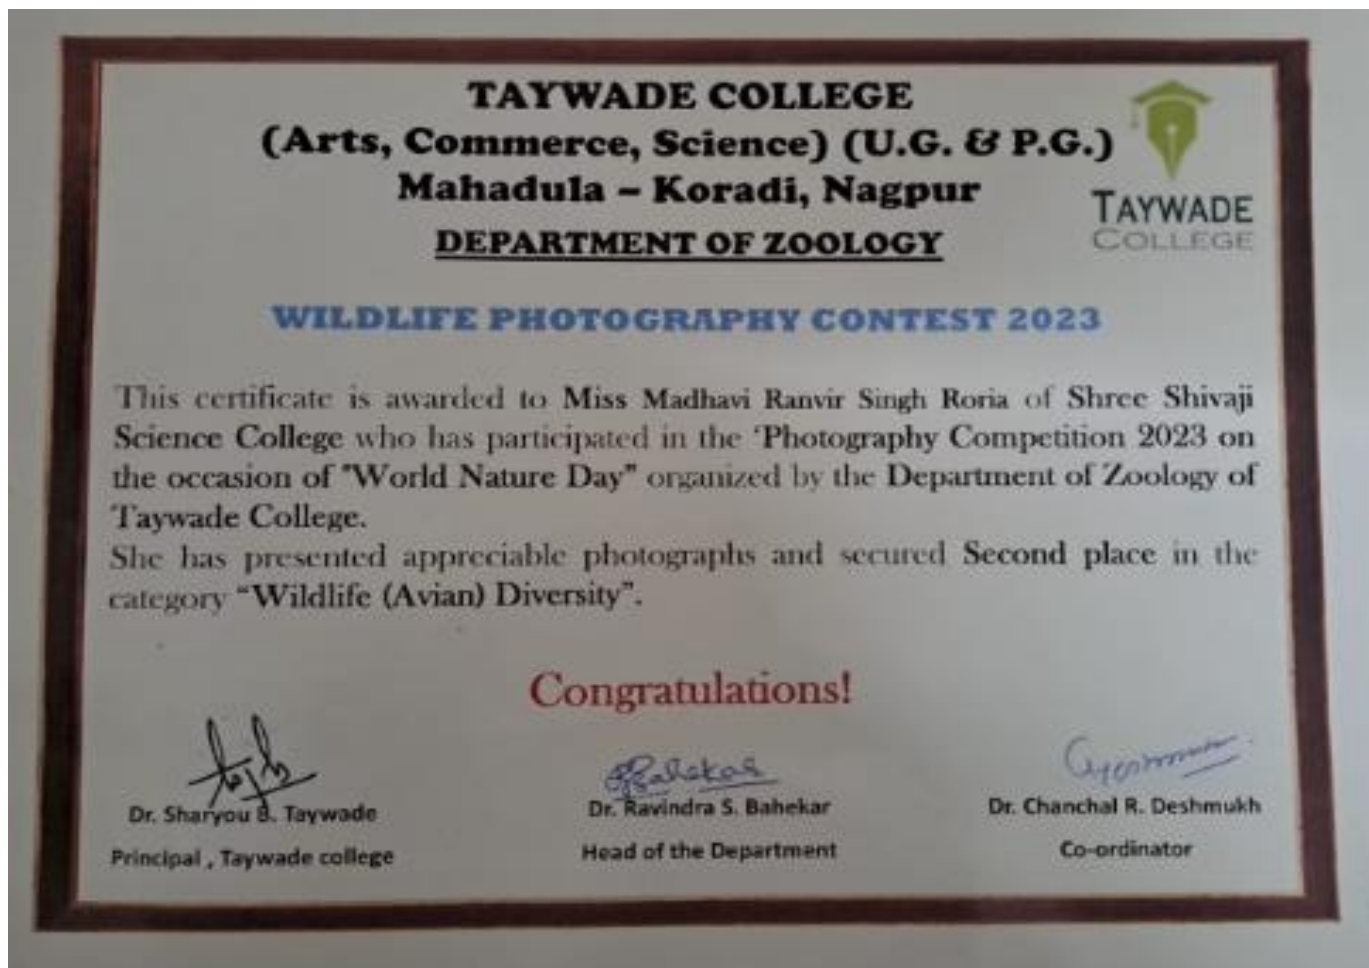 TAYWADE COLLEGE
(Arts, Commerce, Science) (U.G. & P.G.)
Mahadula – Koradi, Nagpur
DEPARTMENT OF ZOOLOGY
TAYWADE
COLLEGE
WILDLIFE PHOTOGRAPHY CONTEST 2023
This certificate is awarded to Miss Madhavi Ranvir Singh Roria of Shree Shivaji
Science College who has participated in the 'Photography Competition 2023 on
the occasion of "World Nature Day" organized by the Department of Zoology of
Taywade College.
She has presented appreciable photographs and secured Second place in the
category "Wildlife (Avian) Diversity".
Congratulations!
Dr. Sharyou B. Taywade
Principal , Taywade college
Dr. Ravindra S. Bahekar
Head of the Department
Dr. Chanchal R. Deshmukh
Co-ordinator